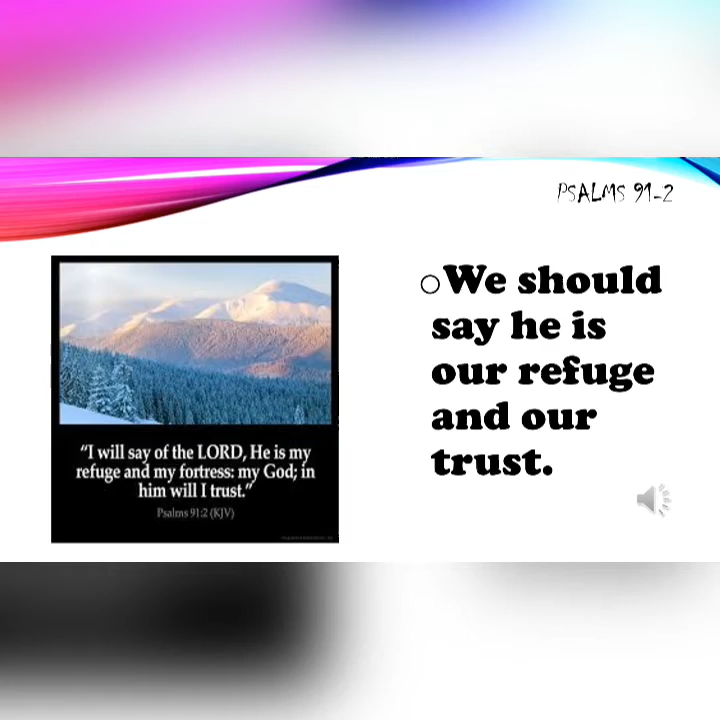 PSALMS 91-2
“I will say of the LORD, He is my
refuge and my fortress: my God; in
him will I trust.”
Psalms 91:2 (KJV)
We should
say he is
our refuge
and our
trust.